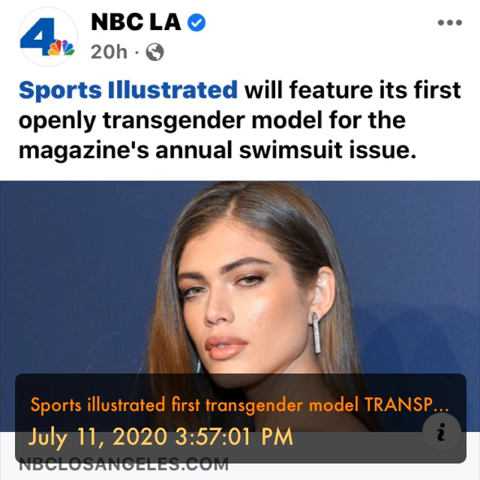 4
NBC LA
20h ·
Sports Illustrated will feature its first
openly transgender model for the
magazine's annual swimsuit issue.
Sports illustrated first transgender model TRANSP...
July 11, 2020 3:57:01 PM
i
NBCLOSANGELES.COM